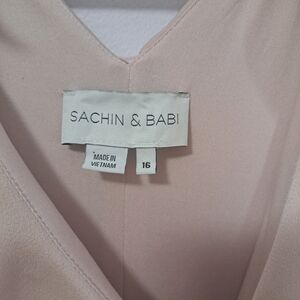 SACHIN & BABI
MADE IN
VIETNAM
16